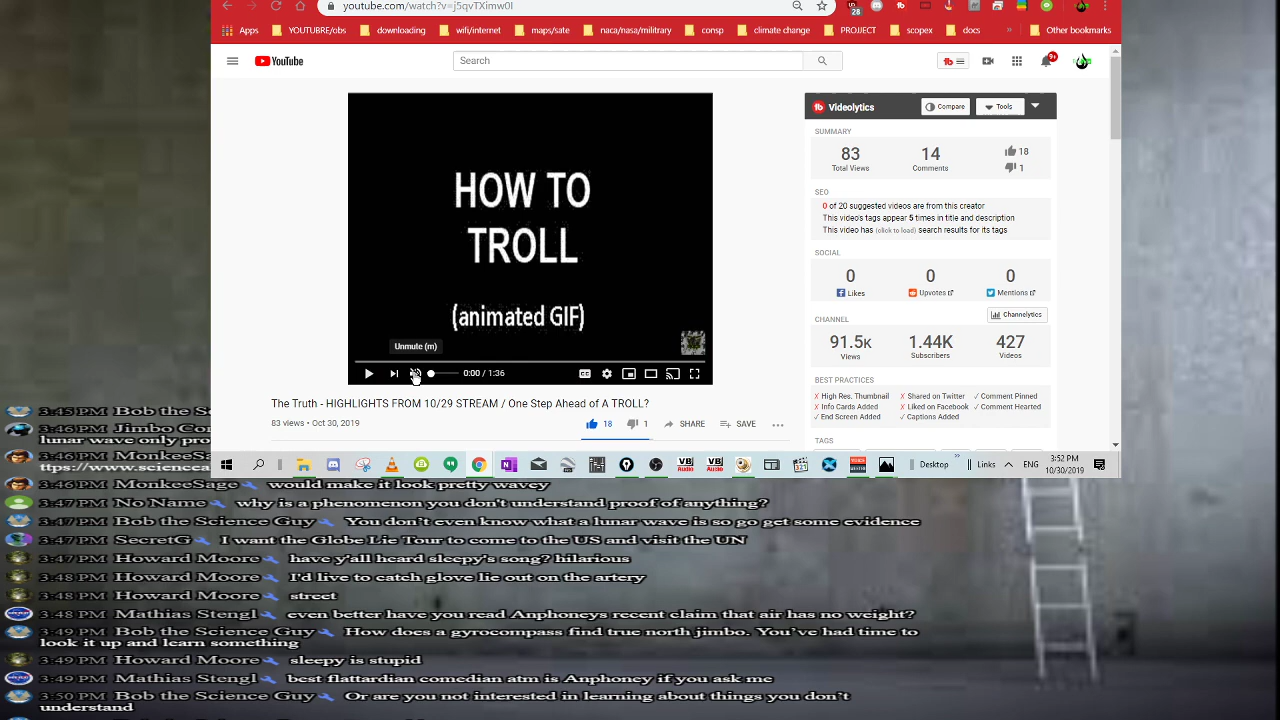 youtube.com/watch?v=j5qvTXimw0I
28
Apps YOUTUBRE/obs downloading wifi/internet maps/sate naca/nasa/military consp climate change PROJECT scopex docs » Other bookmarks
YouTube
Search
9+
HOW TO
TROLL
(animated GIF)
Unmute (m)
0:00 / 1:36
The Truth - HIGHLIGHTS FROM 10/29 STREAM / One Step Ahead of A TROLL?
83 views • Oct 30, 2019
18 1 SHARE SAVE ...
Videolytics Compare Tools
SUMMARY
83 14 18
Total Views Comments 1
SEO
0 of 20 suggested videos are from this creator
This video's tags appear 5 times in title and description
This video has (click to load) search results for its tags
SOCIAL
0 0 0
Likes Upvotes Mentions
CHANNEL Channelytics
91.5K 1.44K 427
Views Subscribers Videos
BEST PRACTICES
X High Res. Thumbnail X Shared on Twitter ✓ Comment Pinned
X Info Cards Added X Liked on Facebook ✓ Comment Hearted
✓ End Screen Added ✓ Captions Added
TAGS
Desktop » Links ENG 3:52 PM
10/30/2019
3:45 PM Bob the Sc
3:46 PM Jimbo Con
lunar wave only pro
3:46 PM MonkeeSa
ttps://www.sciencea
3:46 PM MonkeeSage would make it look pretty wavey
3:47 PM No Name why is a phenomenon you don't understand proof of anything?
3:47 PM Bob the Science Guy You don't even know what a lunar wave is so go get some evidence
3:47 PM SecretG I want the Globe Lie Tour to come to the US and visit the UN
3:47 PM Howard Moore have y'all heard sleepy's song? hilarious
3:48 PM Howard Moore I'd live to catch glove lie out on the artery
3:48 PM Howard Moore street
3:48 PM Mathias Stengl even better have you read Anphoneys recent claim that air has no weight?
3:49 PM Bob the Science Guy How does a gyrocompass find true north jimbo. You've had time to
look it up and learn something
3:49 PM Howard Moore sleepy is stupid
3:49 PM Mathias Stengl best flattardian comedian atm is Anphoney if you ask me
3:50 PM Bob the Science Guy Or are you not interested in learning about things you don't
understand